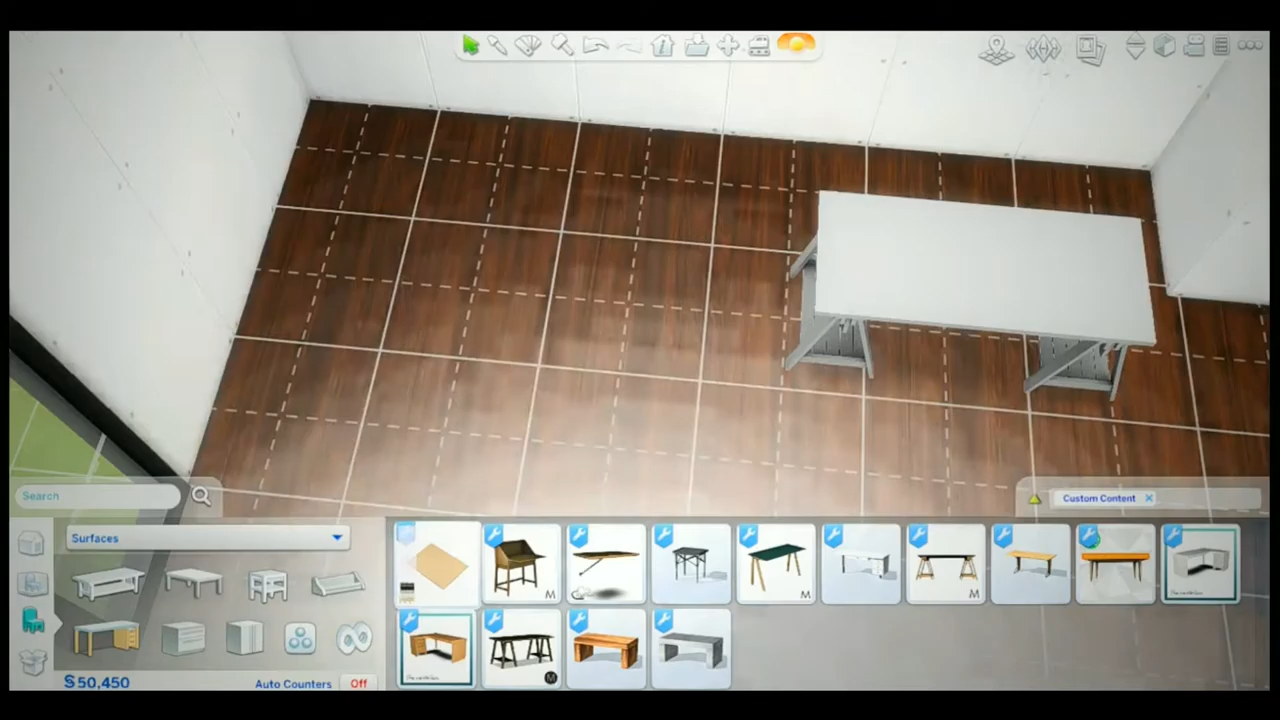 Search
Custom Content
Surfaces
M
M
M
M
§50,450
Auto Counters
Off